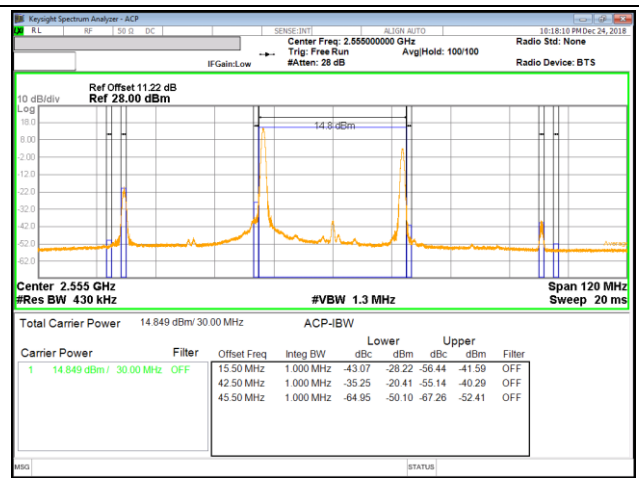 Keysight Spectrum Analyzer - ACP
RL RF 50 Ω DC SENSE:INT ALIGN AUTO 10:18:10 PM Dec 24, 2018
Center Freq: 2.555000000 GHz Radio Std: None
Trig: Free Run Avg|Hold: 100/100
IFGain:Low #Atten: 28 dB Radio Device: BTS
Ref Offset 11.22 dB
10 dB/div Ref 28.00 dBm
Log
18.0
8.00
-2.00
-12.0
-22.0
-32.0
-42.0
-52.0
-62.0
14.8 dBm
Average
Center 2.555 GHz Span 120 MHz
#Res BW 430 kHz #VBW 1.3 MHz Sweep 20 ms
Total Carrier Power 14.849 dBm/ 30.00 MHz ACP-IBW
Lower Upper
Carrier Power Filter Offset Freq Integ BW dBc dBm dBc dBm Filter
1 14.849 dBm / 30.00 MHz OFF 15.50 MHz 1.000 MHz -43.07 -28.22 -56.44 -41.59 OFF
42.50 MHz 1.000 MHz -35.25 -20.41 -55.14 -40.29 OFF
45.50 MHz 1.000 MHz -64.95 -50.10 -67.26 -52.41 OFF
MSG STATUS